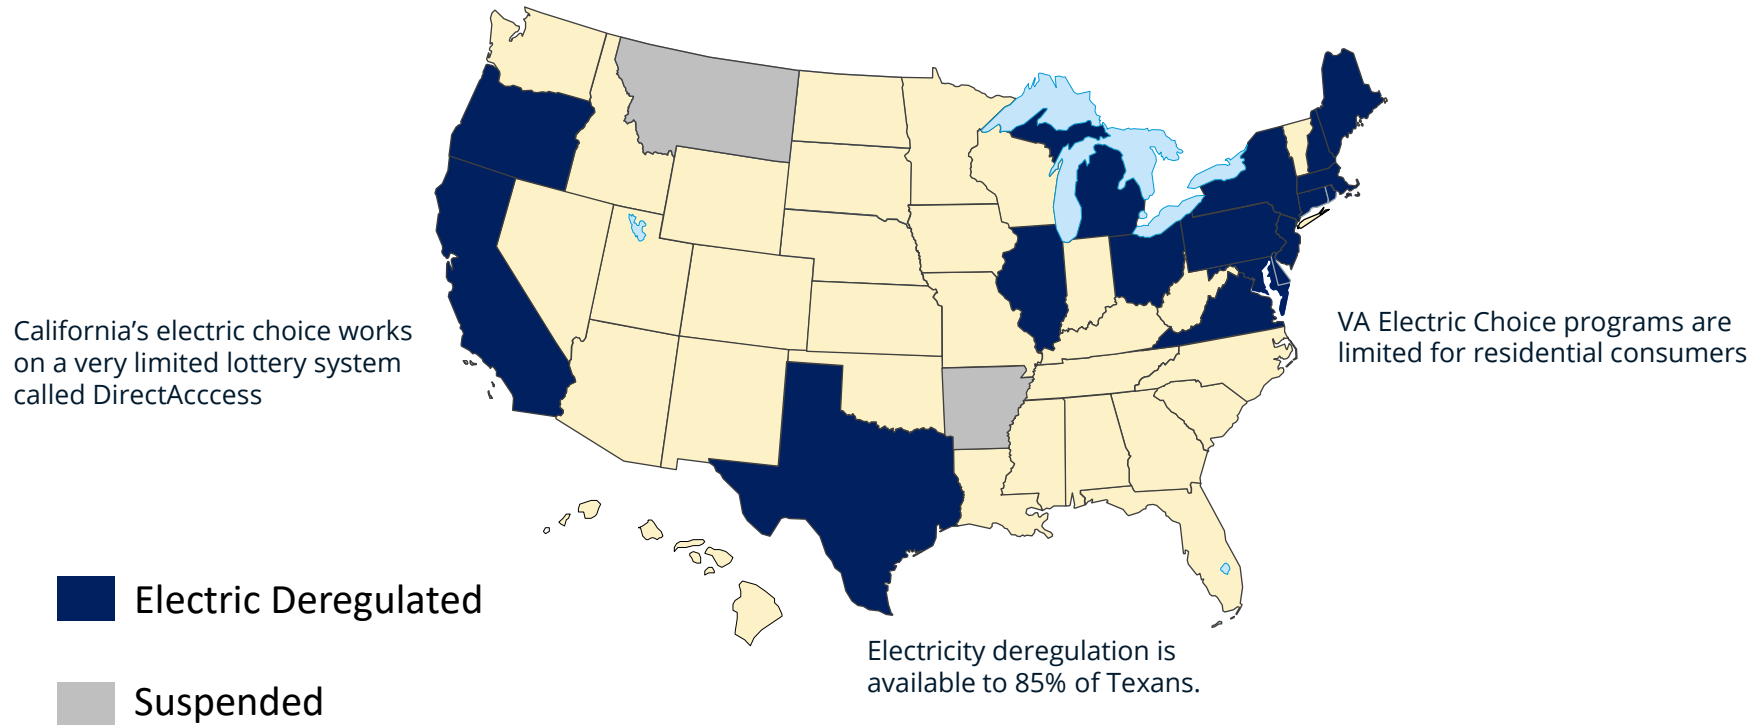 California’s electric choice works
on a very limited lottery system
called DirectAcccess
VA Electric Choice programs are
limited for residential consumers
Electric Deregulated
Electricity deregulation is
available to 85% of Texans.
Suspended